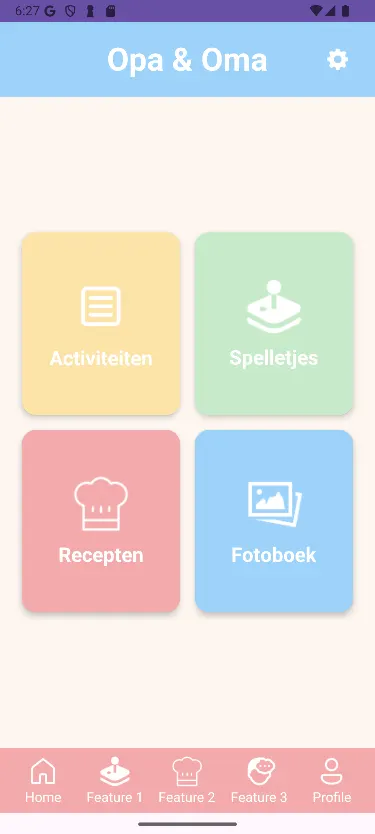 6:27
Opa & Oma
Activiteiten
Spelletjes
Recepten
Fotoboek
Home
Feature 1
Feature 2
Feature 3
Profile